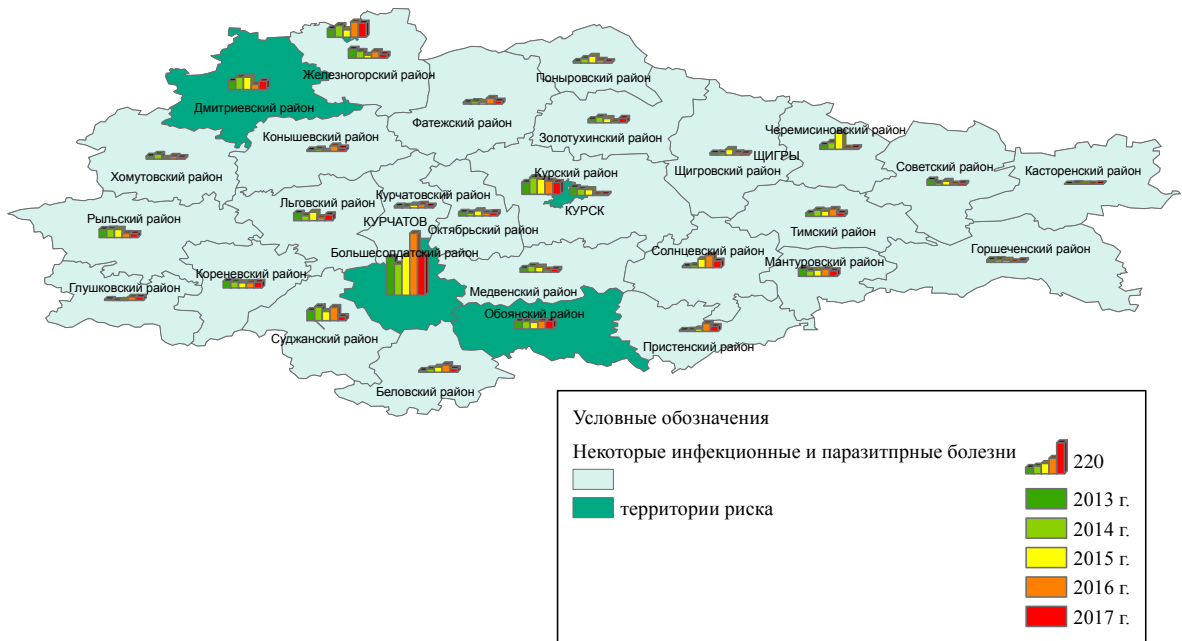 Железногорский район
Поныровский район
Дмитриевский район
Фатежский район
Золотухинский район
Черемисиновский район
Конышевский район
ЩИГРЫ
Щигровский район
Советский район
Касторенский район
Хомутовский район
Курский район
Курчатовский район
Льговский район
КУРСК
Рыльский район
КУРЧАТОВ
Октябрьский район
Тимский район
Большесолдатский район
Солнцевский район
Горшеченский район
Мантуровский район
Кореневский район
Глушковский район
Медвенский район
Обоянский район
Суджанский район
Пристенский район
Беловский район
Условные обозначения
Некоторые инфекционные и паразитпрные болезни
220
территории риска
2013 г.
2014 г.
2015 г.
2016 г.
2017 г.